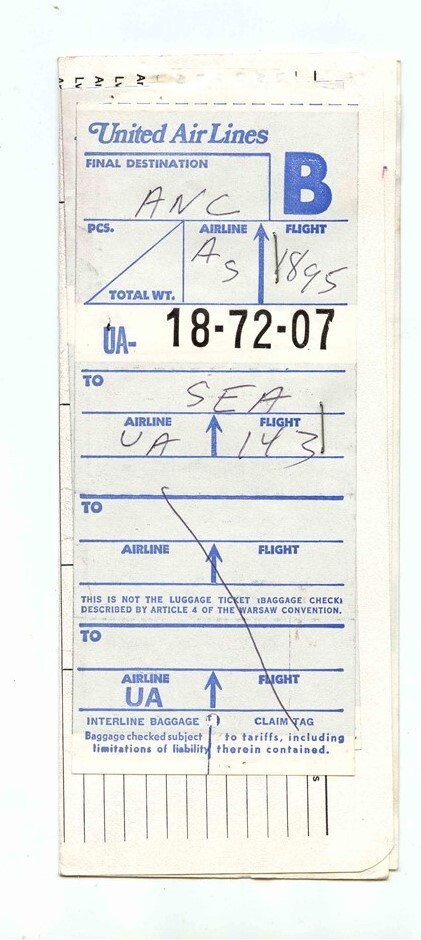 United Air Lines
FINAL DESTINATION
B
ANC
PCS.
AIRLINE
FLIGHT
AS
1895
TOTAL WT.
UA- 18-72-07
TO
SEA
AIRLINE
FLIGHT
UA
143
TO
AIRLINE
FLIGHT
THIS IS NOT THE LUGGAGE TICKET (BAGGAGE CHECK)
DESCRIBED BY ARTICLE 4 OF THE WARSAW CONVENTION.
TO
AIRLINE
FLIGHT
UA
INTERLINE BAGGAGE CLAIM TAG
Baggage checked subject to tariffs, including
limitations of liability therein contained.